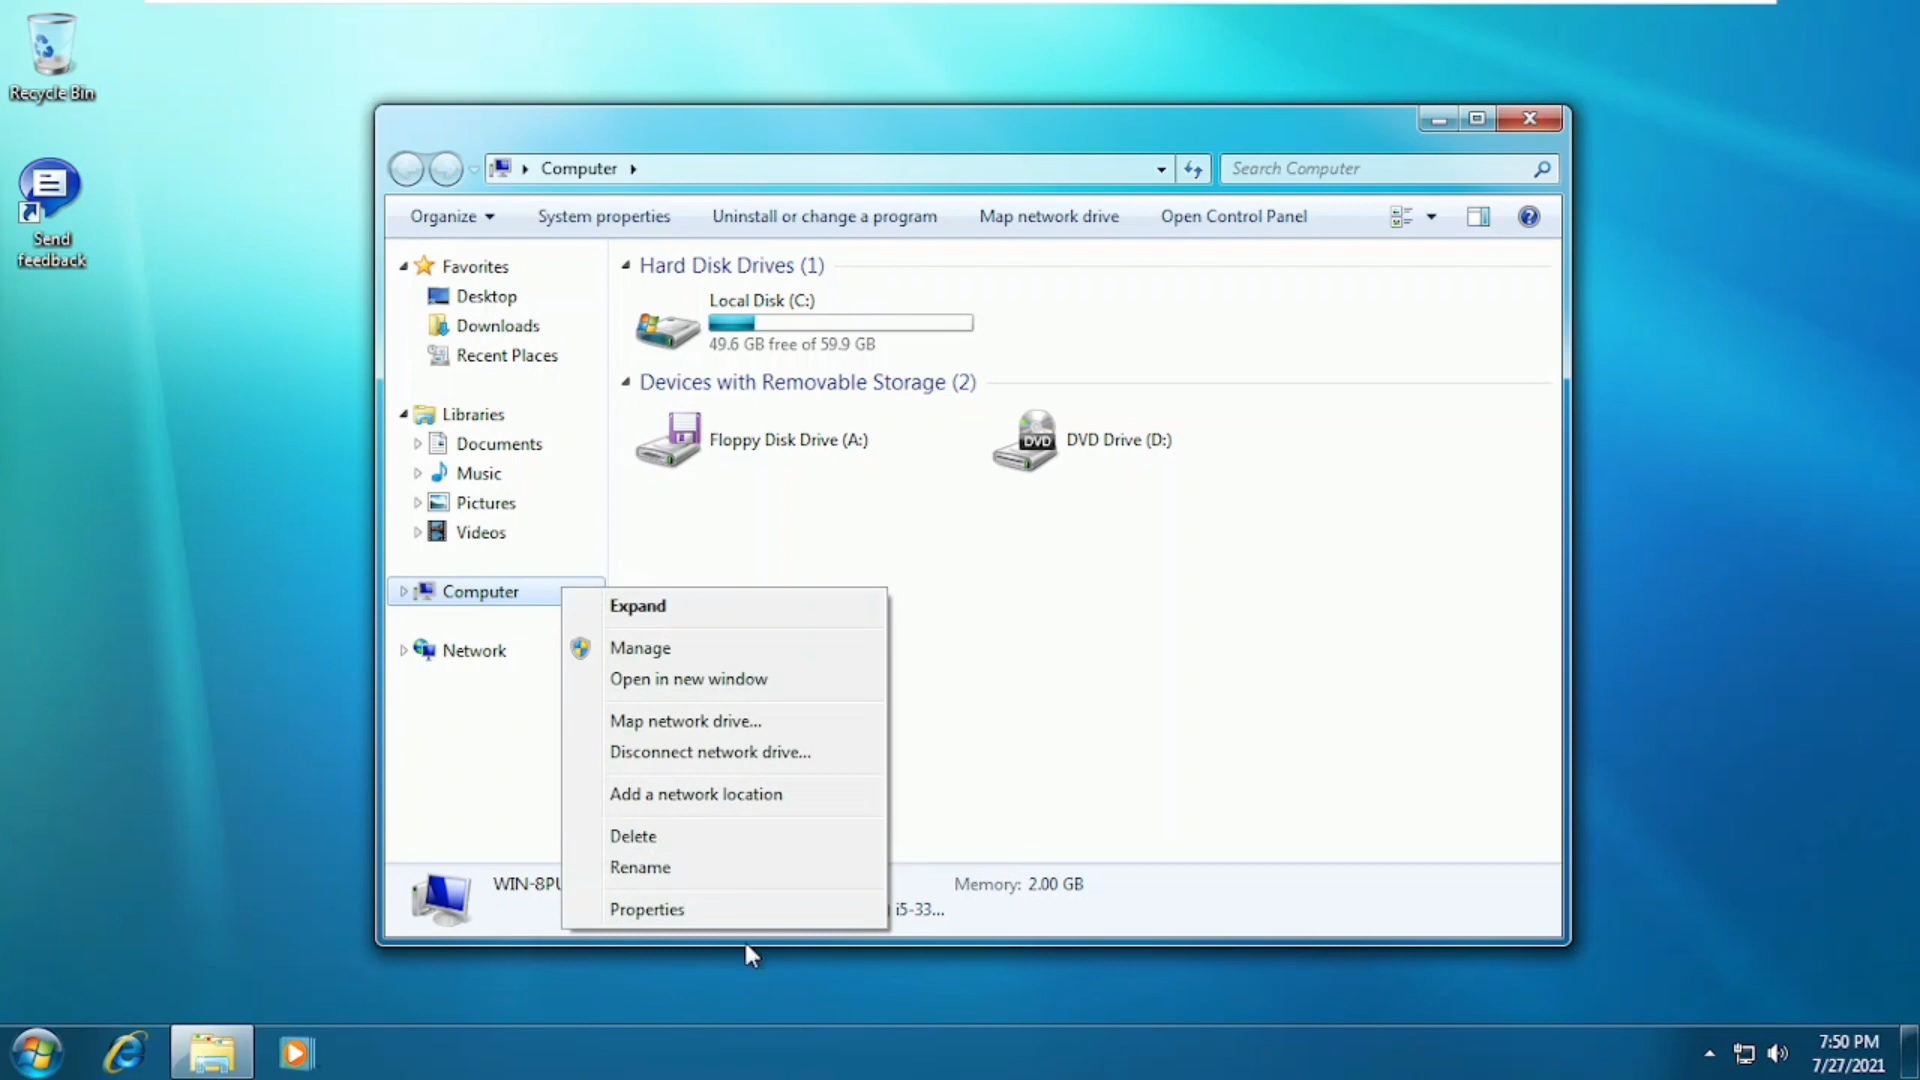 Recycle Bin
Send
feedback
Computer
Search Computer
Organize
System properties
Uninstall or change a program
Map network drive
Open Control Panel
Favorites
Desktop
Downloads
Recent Places
Libraries
Documents
Music
Pictures
Videos
Computer
Network
Hard Disk Drives (1)
Local Disk (C:)
49.6 GB free of 59.9 GB
Devices with Removable Storage (2)
Floppy Disk Drive (A:)
DVD
DVD Drive (D:)
Expand
Manage
Open in new window
Map network drive...
Disconnect network drive...
Add a network location
Delete
Rename
Properties
WIN-8PU
Memory: 2.00 GB
i5-33...
7:50 PM
7/27/2021